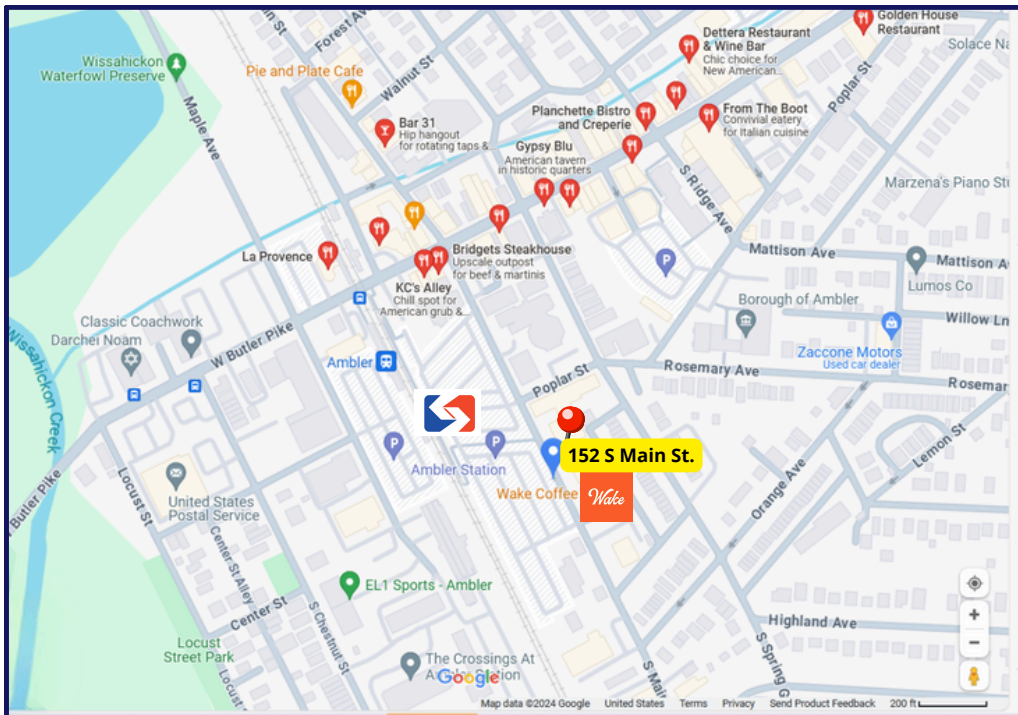 in St
Forest Ave
Golden House
Restaurant
Dettera Restaurant
& Wine Bar
Chic choice for
New American...
Solace Na
Wissahickon
Waterfowl Preserve
Pie and Plate Cafe
Walnut St
Poplar St
Maple Ave
Planchette Bistro
and Creperie
From The Boot
Convivial eatery
for Italian cuisine
Bar 31
Hip hangout
for rotating taps &...
Gypsy Blu
American tavern
in historic quarters
S Ridge Ave
Marzena's Piano Stu
La Provence
Bridgets Steakhouse
Upscale outpost
for beef & martinis
P
Mattison Ave
Mattison A
Lumos Co
KC's Alley
Chill spot for
American grub &...
Borough of Ambler
Willow Ln
Classic Coachwork
Darchei Noam
W Butler Pike
Wissahickon Creek
Ambler
Zaccone Motors
Used car dealer
Rosemary Ave
Rosemar
Poplar St
P
P
Ambler Station
152 S Main St.
Lemon St
Wake Coffee
Wake
Orange Ave
Butler Pike
Locust St
United States
Postal Service
Center St Alley
EL1 Sports - Ambler
Center St
S Chestnut St
Highland Ave
Locust
Street Park
Locust
The Crossings At
Ambler Station
Google
S Mai
S Spring G
Map data ©2024 Google
United States
Terms
Privacy
Send Product Feedback
200 ft